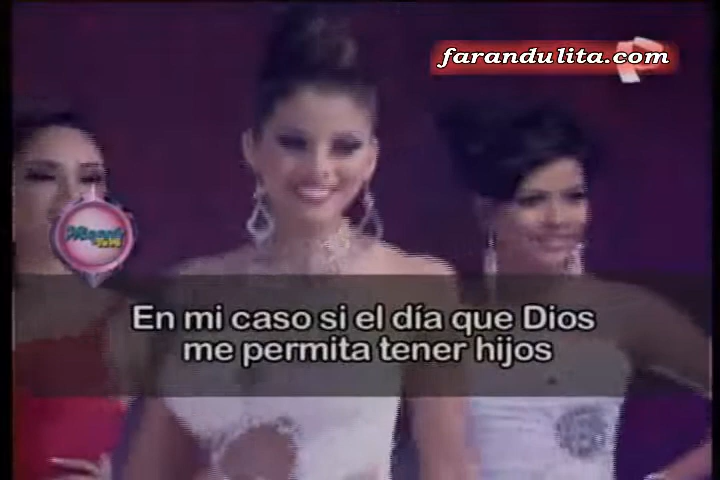 farandulita.com
En mi caso si el día que Dios
me permita tener hijos